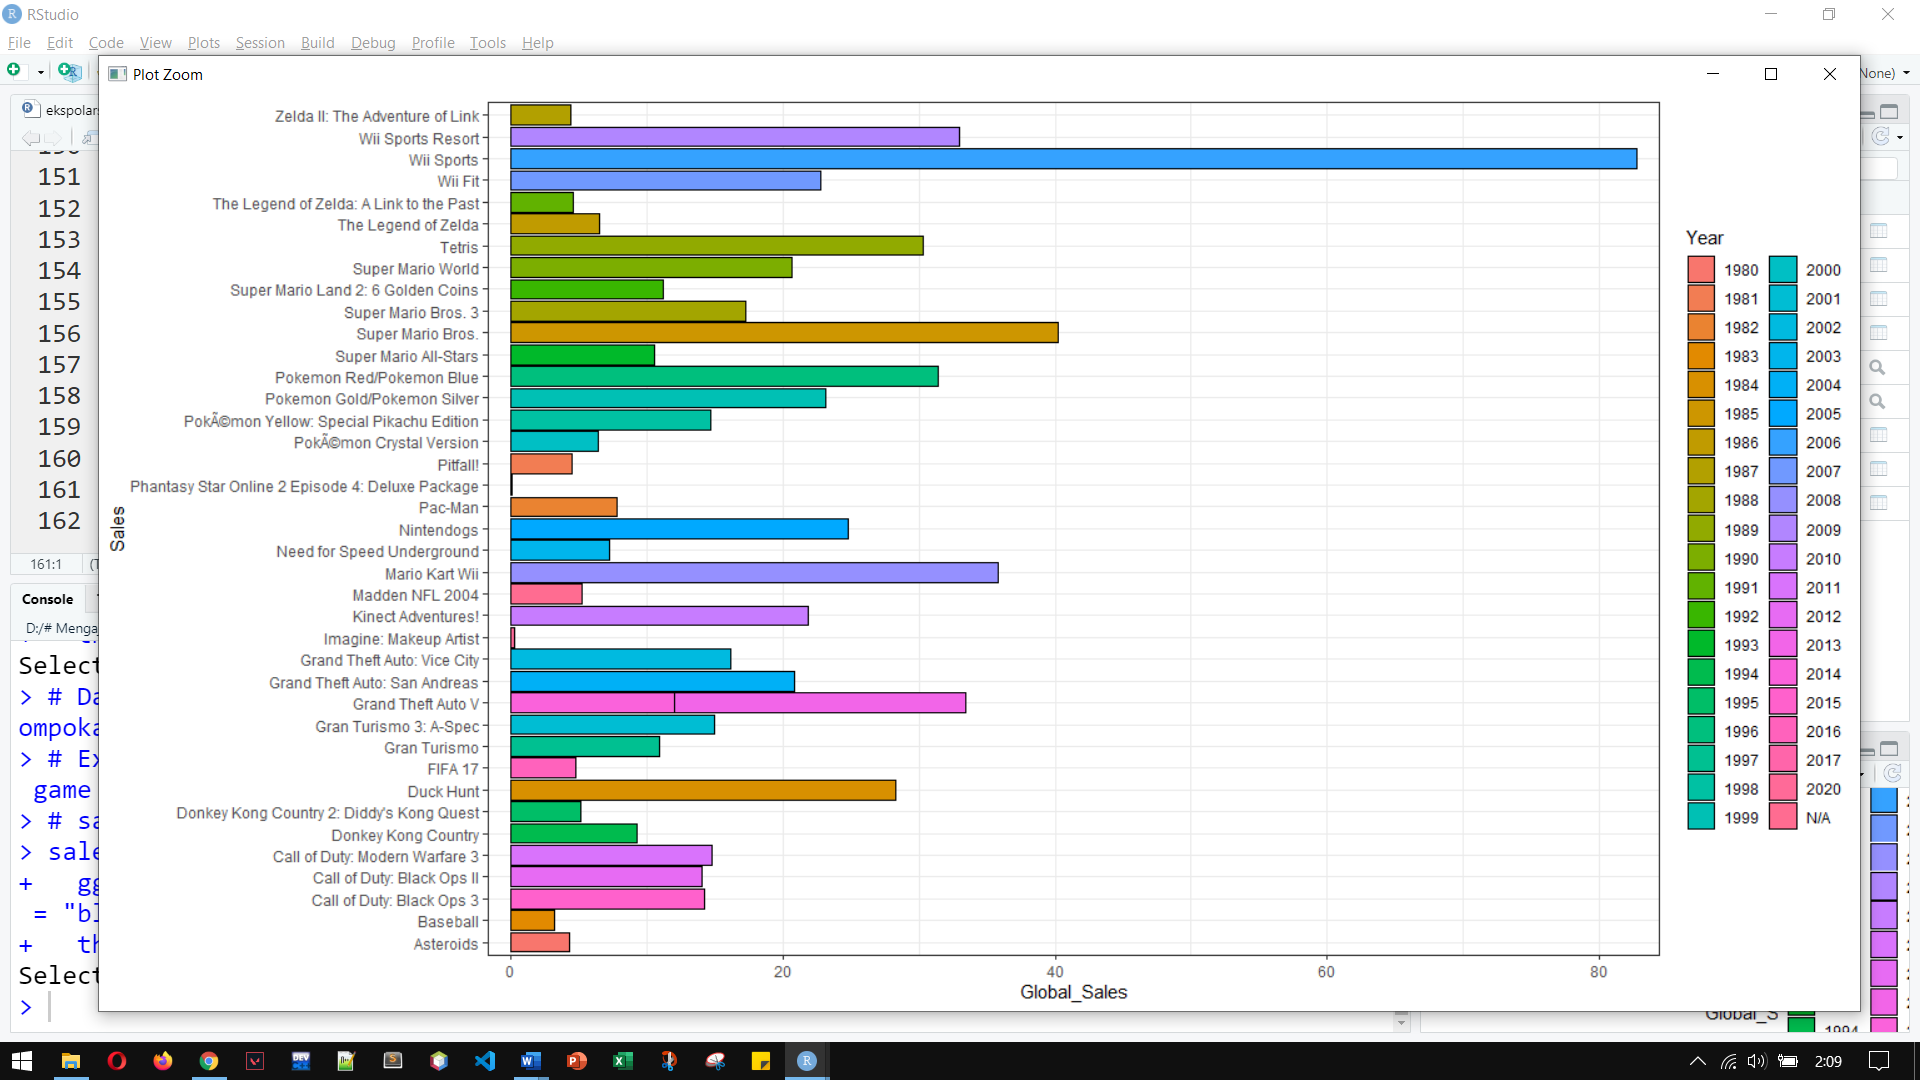 RStudio
File Edit Code View Plots Session Build Debug Profile Tools Help
Plot Zoom
None)
ekspolar
151
152
153
154
155
156
157
158
159
160
161
162
161:1
Console
D:/# Menga
Select
> # Da
ompoka
> # Ex
game
> # sa
> sale
+ gg
= "bl
+ th
Select
>
Sales
Zelda II: The Adventure of Link
Wii Sports Resort
Wii Sports
Wii Fit
The Legend of Zelda: A Link to the Past
The Legend of Zelda
Tetris
Super Mario World
Super Mario Land 2: 6 Golden Coins
Super Mario Bros. 3
Super Mario Bros.
Super Mario All-Stars
Pokemon Red/Pokemon Blue
Pokemon Gold/Pokemon Silver
PokÃ©mon Yellow: Special Pikachu Edition
PokÃ©mon Crystal Version
Pitfall!
Phantasy Star Online 2 Episode 4: Deluxe Package
Pac-Man
Nintendogs
Need for Speed Underground
Mario Kart Wii
Madden NFL 2004
Kinect Adventures!
Imagine: Makeup Artist
Grand Theft Auto: Vice City
Grand Theft Auto: San Andreas
Grand Theft Auto V
Gran Turismo 3: A-Spec
Gran Turismo
FIFA 17
Duck Hunt
Donkey Kong Country 2: Diddy's Kong Quest
Donkey Kong Country
Call of Duty: Modern Warfare 3
Call of Duty: Black Ops II
Call of Duty: Black Ops 3
Baseball
Asteroids
0 20 40 60 80
Global_Sales
Year
1980 2000
1981 2001
1982 2002
1983 2003
1984 2004
1985 2005
1986 2006
1987 2007
1988 2008
1989 2009
1990 2010
1991 2011
1992 2012
1993 2013
1994 2014
1995 2015
1996 2016
1997 2017
1998 2020
1999 N/A
Global_S
1994
2:09